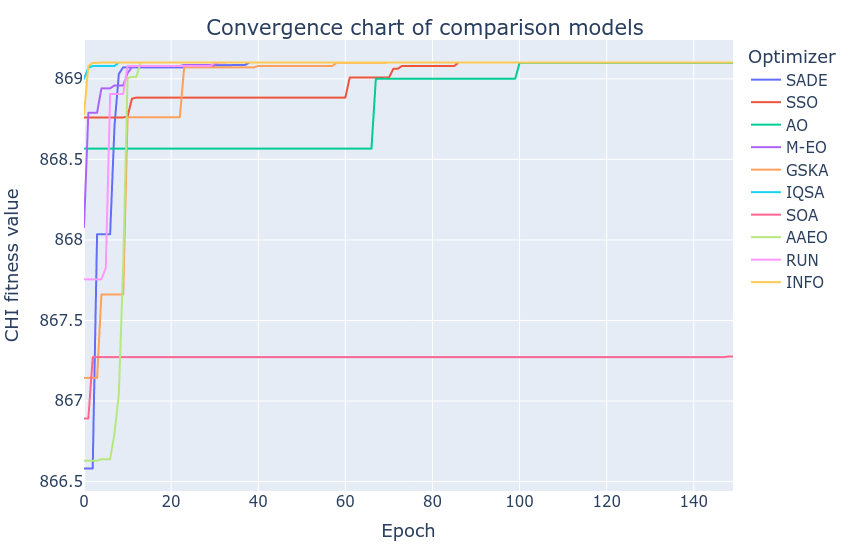 Convergence chart of comparison models
Optimizer
SADE
SSO
AO
M-EO
GSKA
IQSA
SOA
AAEO
RUN
INFO
CHI fitness value
869
868.5
868
867.5
867
866.5
0 20 40 60 80 100 120 140
Epoch